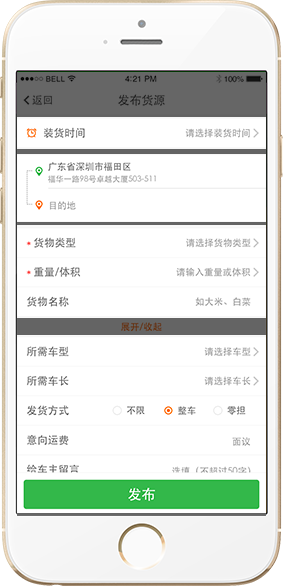 BELL 4:21 PM 100%
返回 发布货源
装货时间 请选择装货时间
广东省深圳市福田区
福华一路98号卓越大厦503-511
目的地
* 货物类型 请选择货物类型
* 重量/体积 请输入重量或体积
货物名称 如大米、白菜
展开/收起
所需车型 请选择车型
所需车长 请选择车长
发货方式 不限 整车 零担
意向运费 面议
给车主留言 选填（不超过50字）
发布